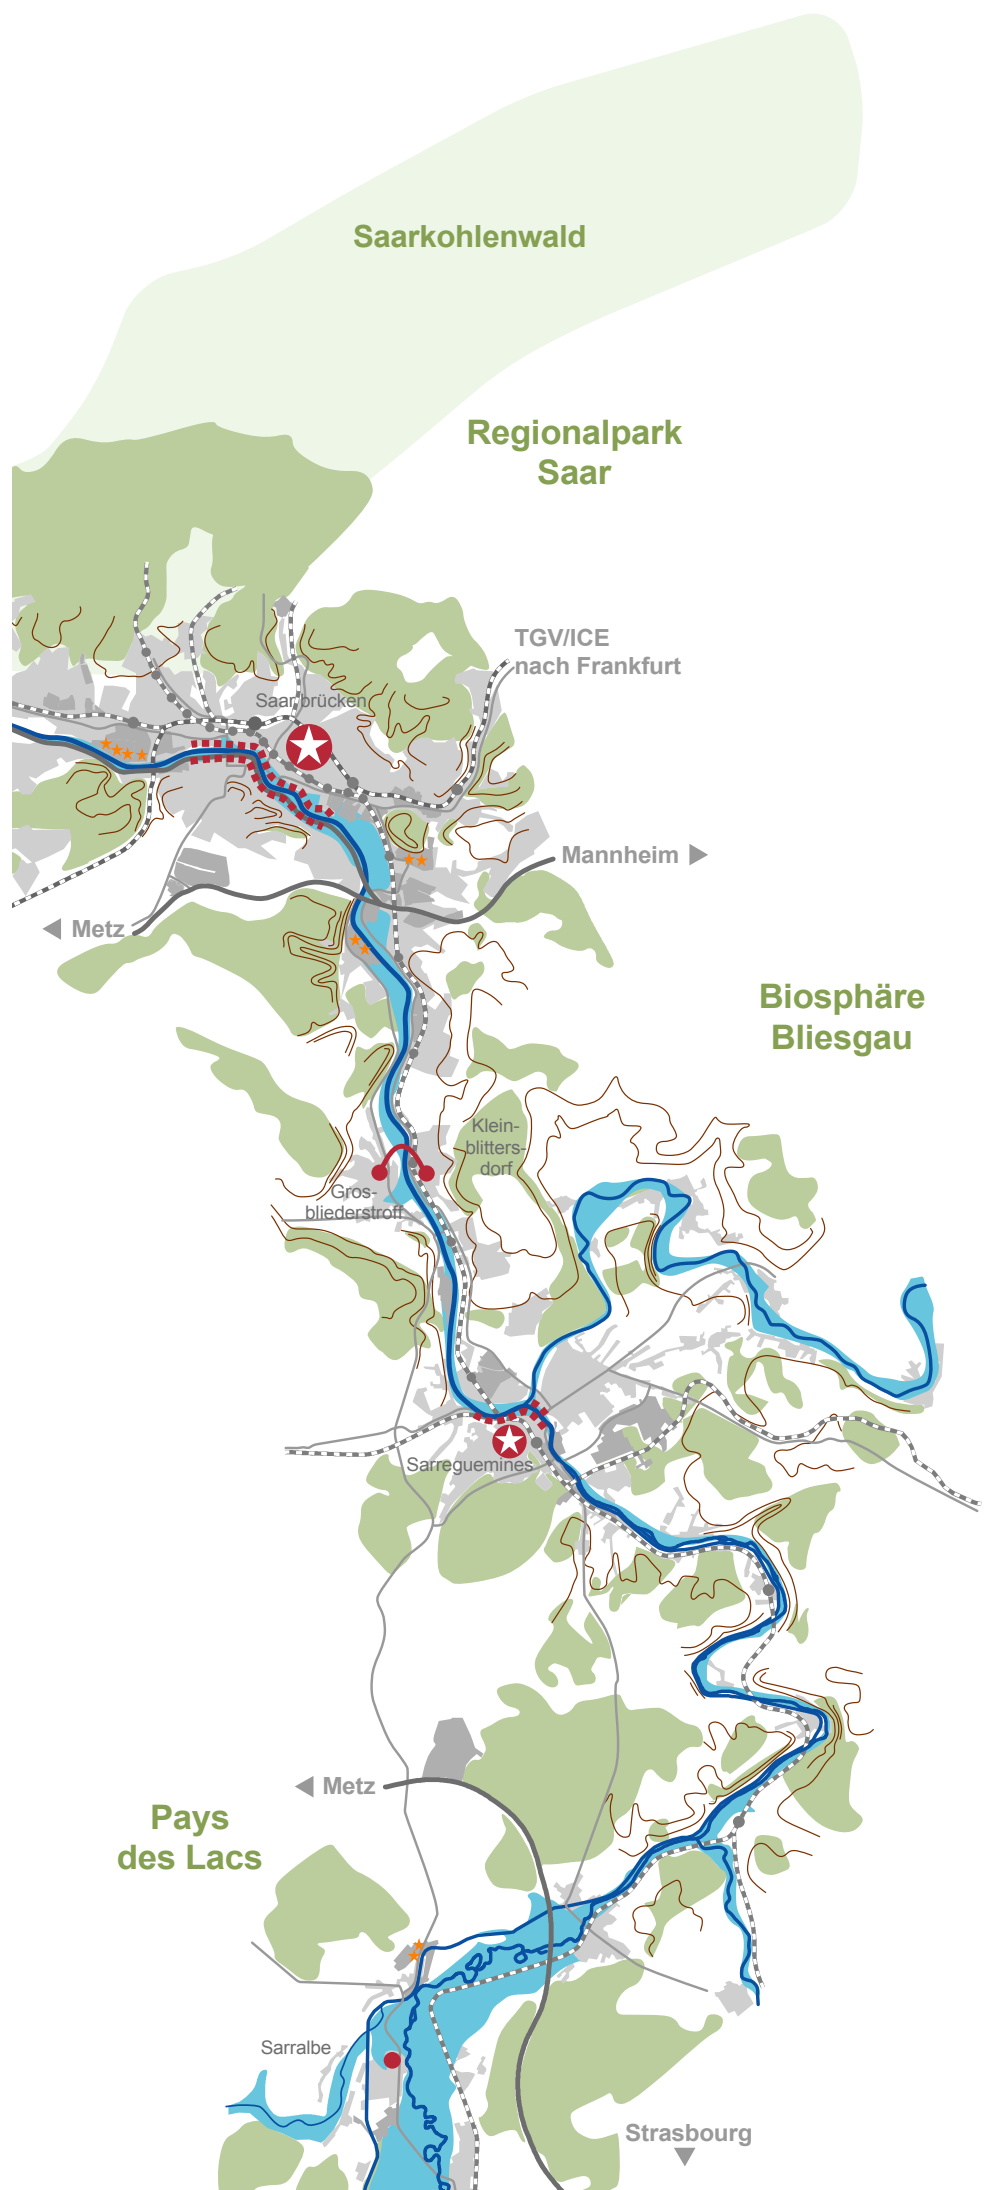 Saarkohlenwald
Regionalpark
Saar
TGV/ICE
nach Frankfurt
Saarbrücken
Mannheim
Metz
Biosphäre
Bliesgau
Klein-
blitters-
dorf
Gros-
bliederstroff
Sarreguemines
Metz
Pays
des Lacs
Sarralbe
Strasbourg